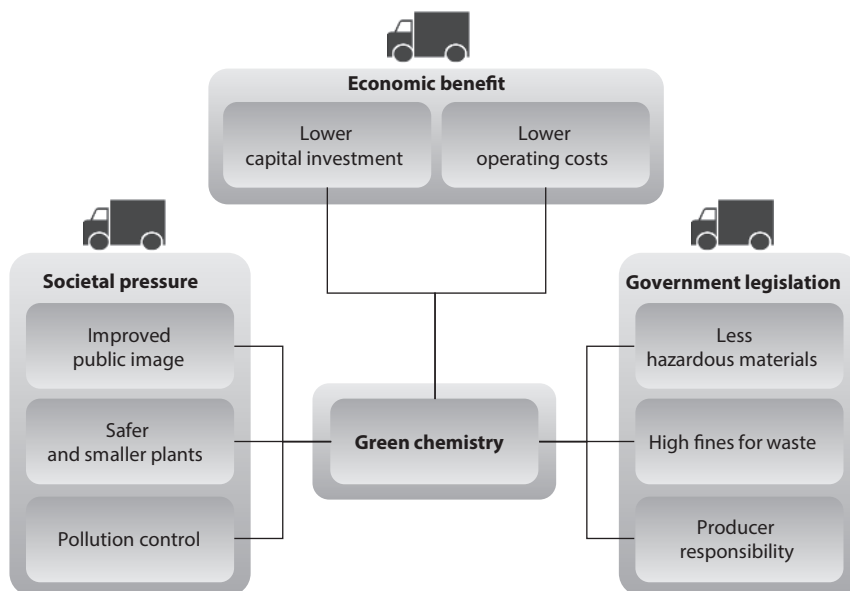 Economic benefit
Lower
capital investment
Lower
operating costs
Societal pressure
Improved
public image
Safer
and smaller plants
Pollution control
Green chemistry
Government legislation
Less
hazardous materials
High fines for waste
Producer
responsibility